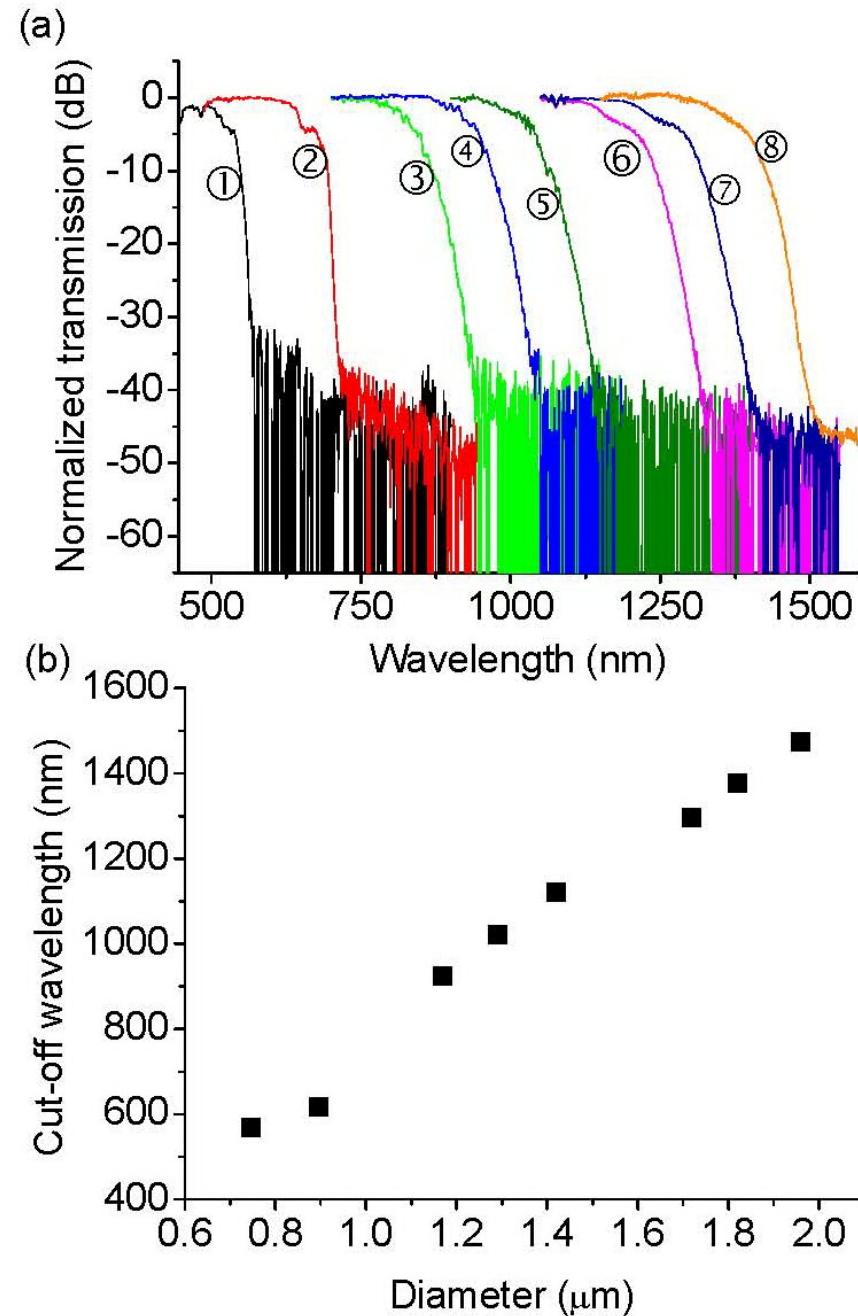 (a)
Normalized transmission (dB)
0
-10
-20
-30
-40
-50
-60
① ② ③ ④ ⑤ ⑥ ⑦ ⑧
500 750 1000 1250 1500
Wavelength (nm)
(b)
Cut-off wavelength (nm)
1600
1400
1200
1000
800
600
400
0.6 0.8 1.0 1.2 1.4 1.6 1.8 2.0
Diameter (μm)